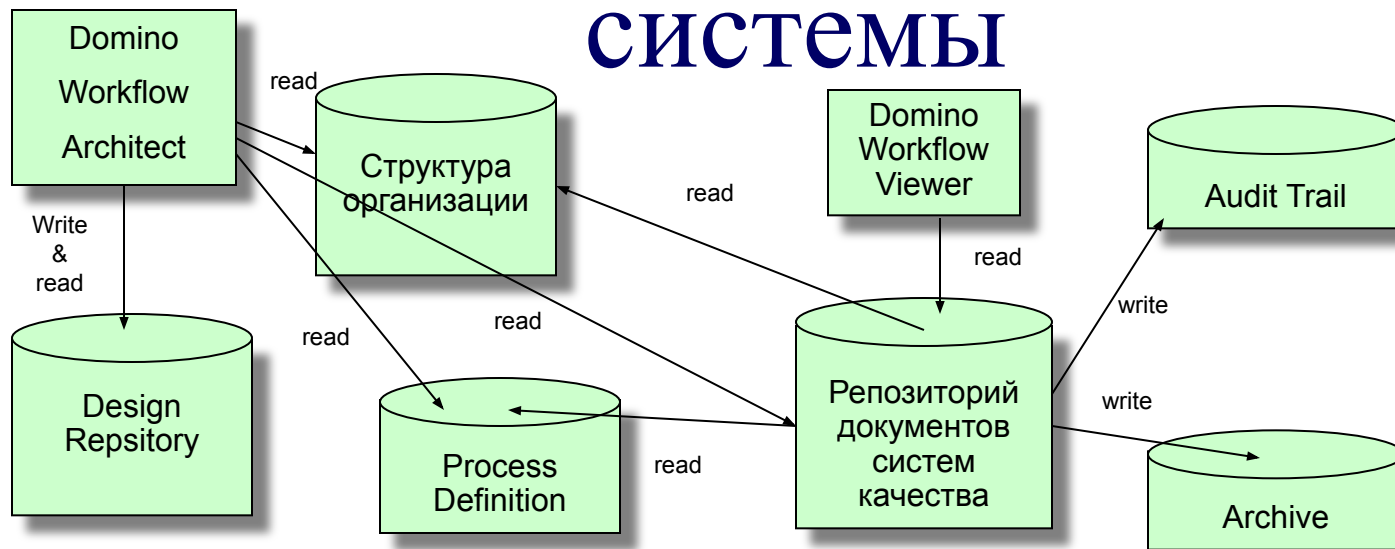 системы
Domino
Workflow
Architect
read
Структура
организации
Domino
Workflow
Viewer
read
Audit Trail
Write
&
read
read
read
read
write
Design
Repsitory
Process
Definition
read
Репозиторий
документов
систем
качества
write
Archive